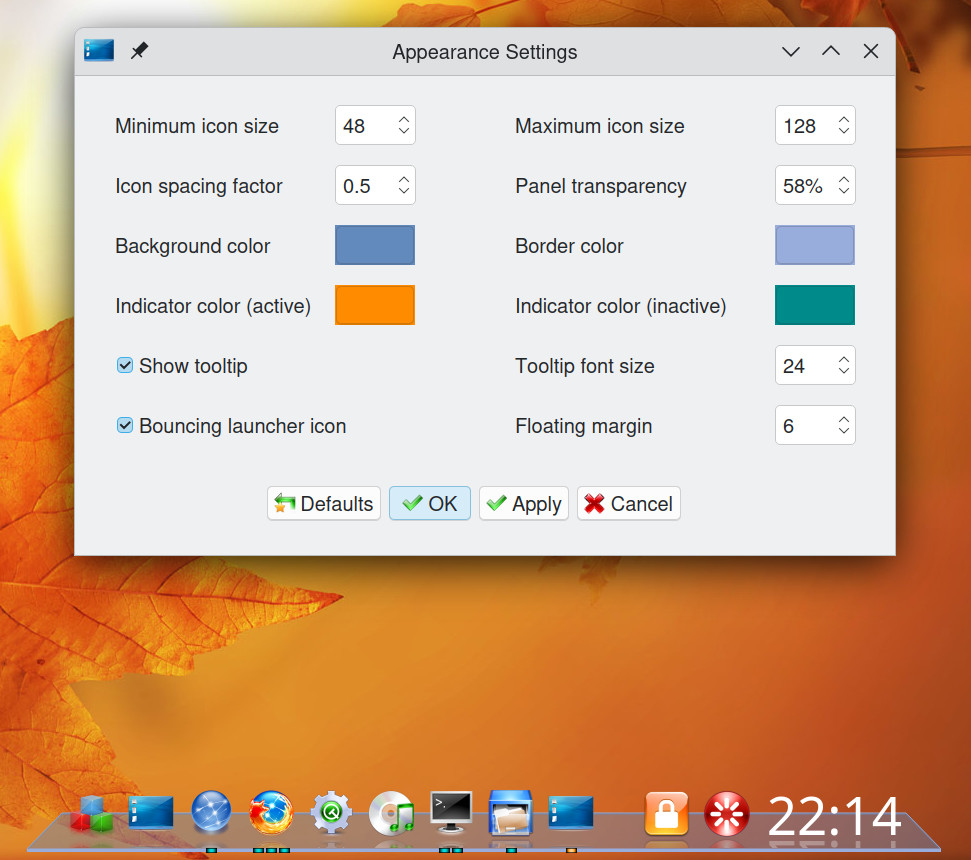 Appearance Settings
Minimum icon size 48 Maximum icon size 128
Icon spacing factor 0.5 Panel transparency 58%
Background color Border color
Indicator color (active) Indicator color (inactive)
Show tooltip Tooltip font size 24
Bouncing launcher icon Floating margin 6
Defaults OK Apply Cancel
>_
22:14